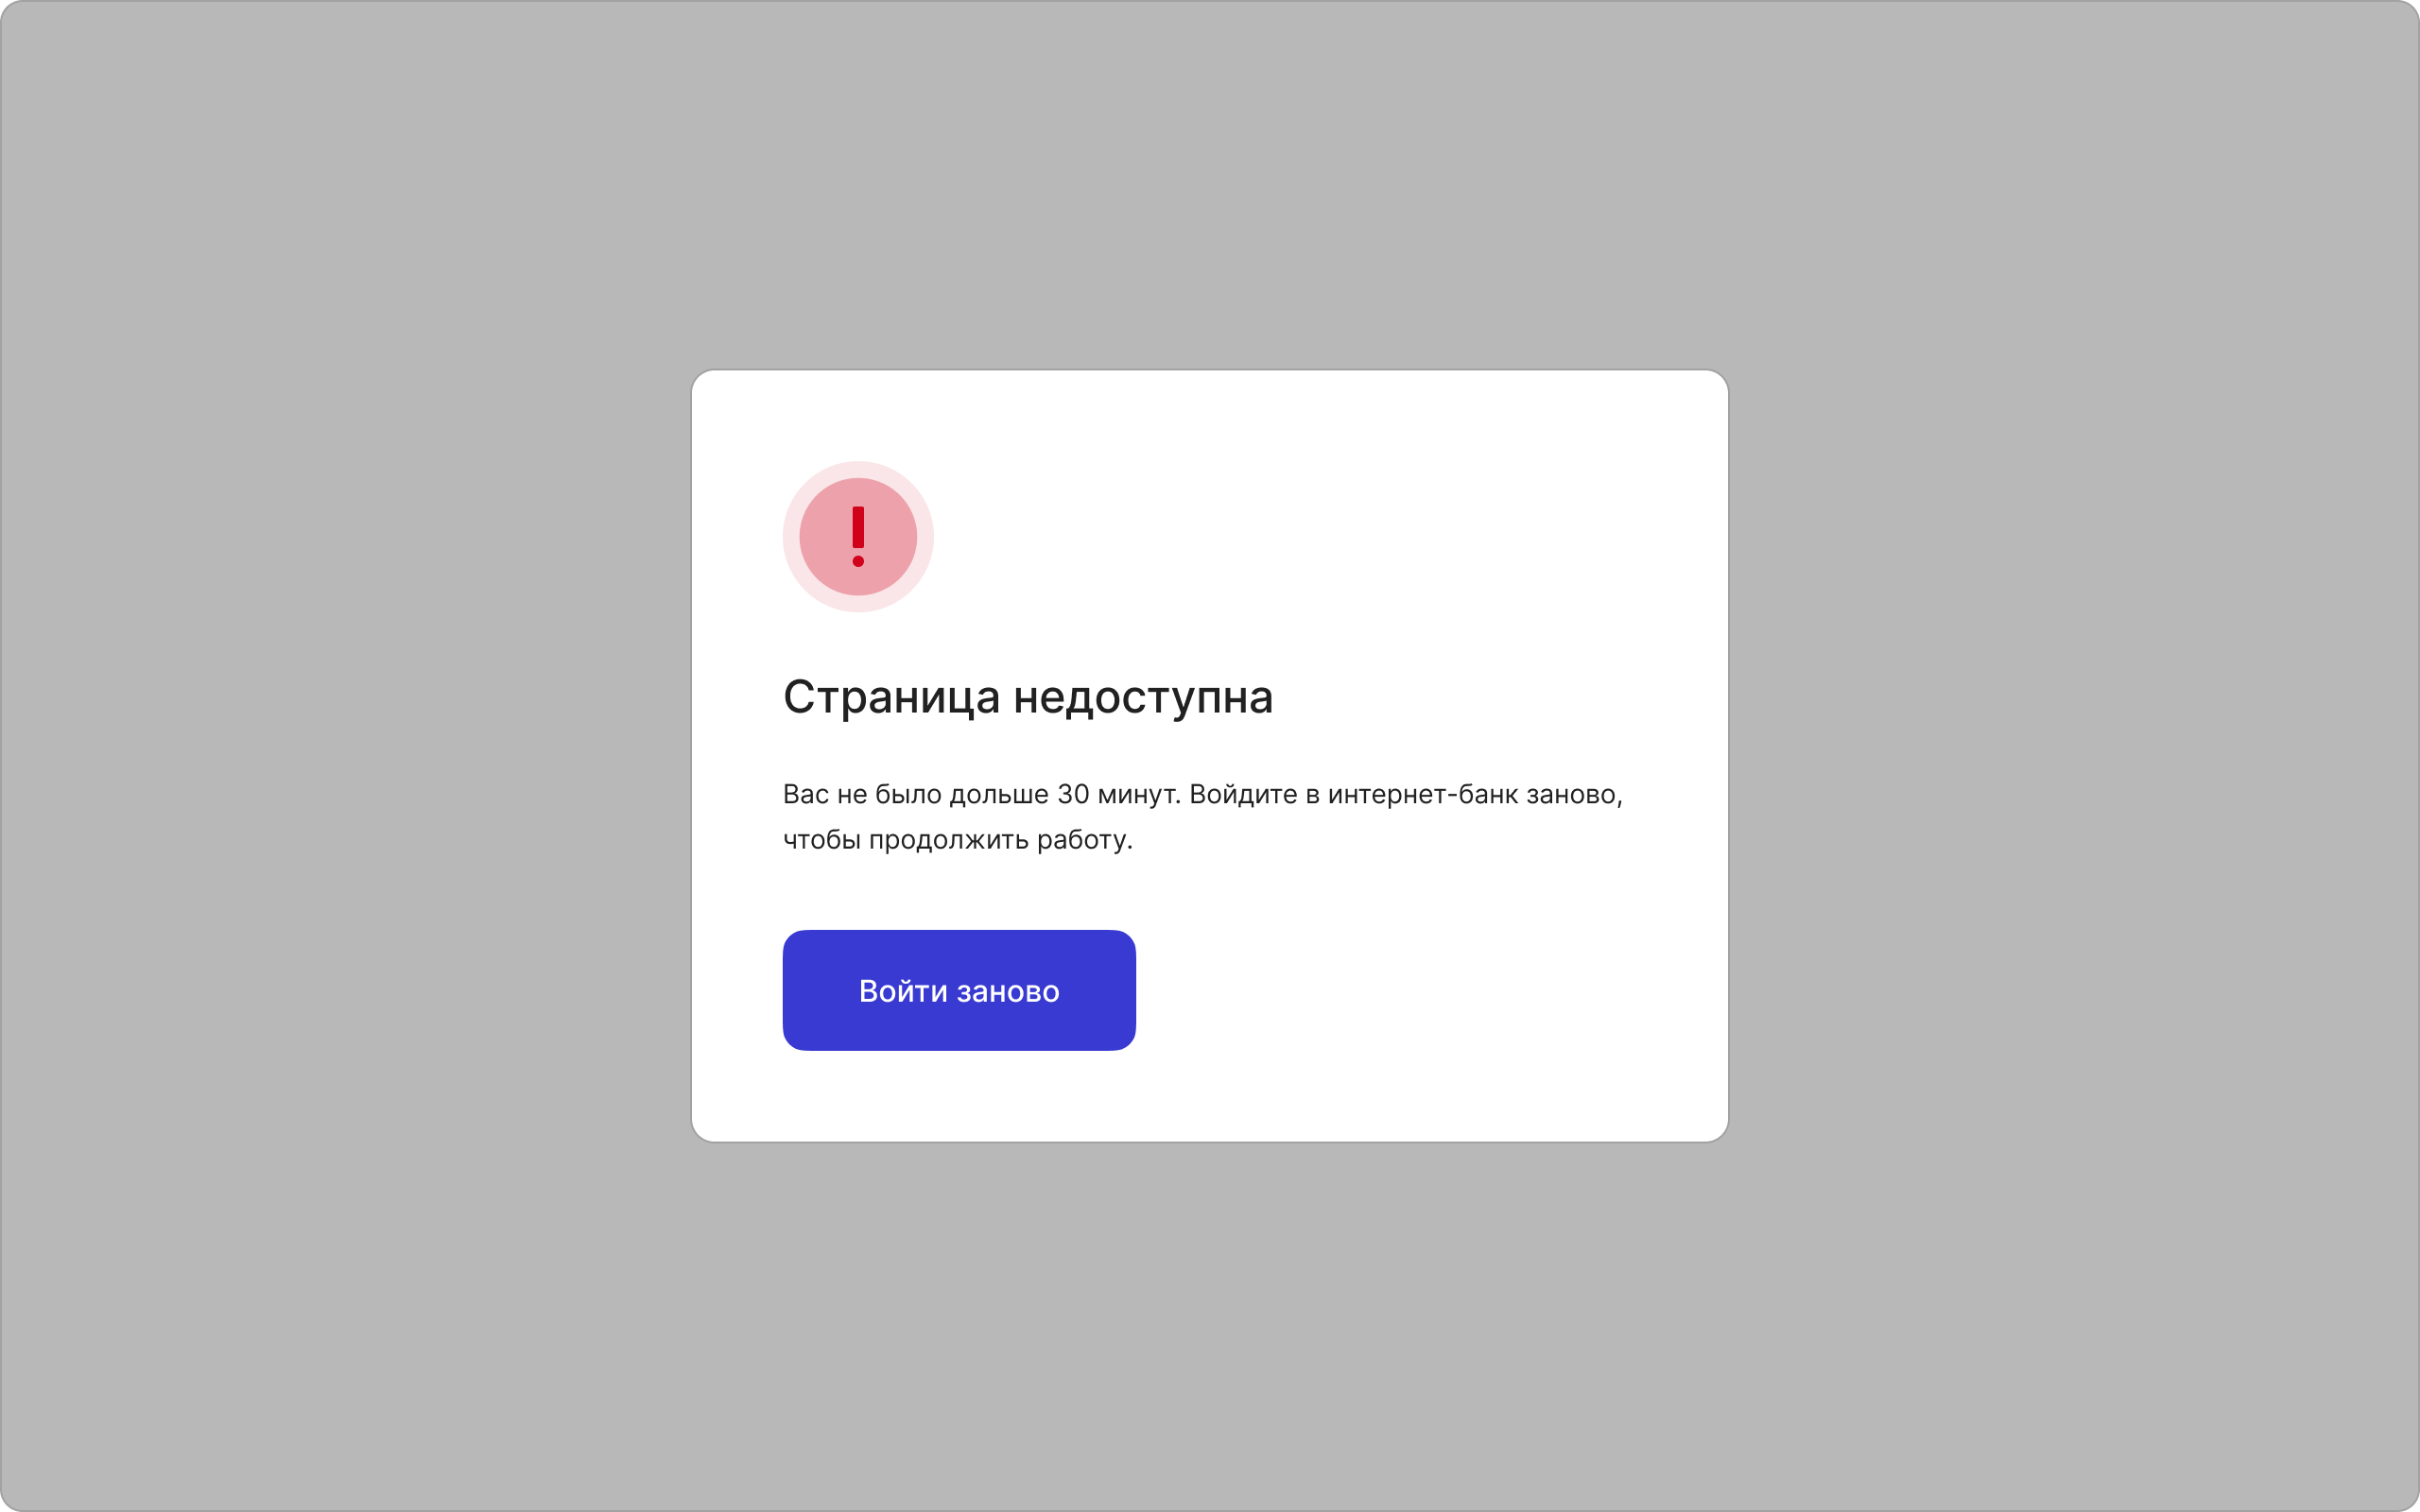 Страница недоступна
Вас не было дольше 30 минут. Войдите в интернет-банк заново,
чтобы продолжить работу.
Войти заново